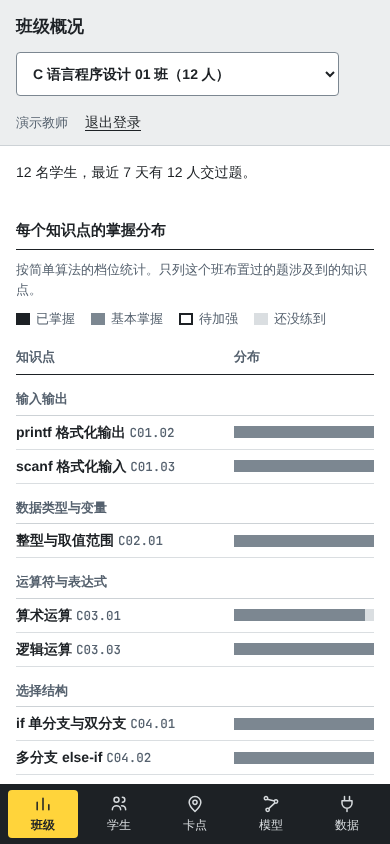 班级概况
C 语言程序设计 01 班（12 人）
演示教师 退出登录
12 名学生，最近 7 天有 12 人交过题。
每个知识点的掌握分布
按简单算法的档位统计。只列这个班布置过的题涉及到的知识
点。
已掌握 基本掌握 待加强 还没练到
知识点 分布
输入输出
printf 格式化输出 C01.02
scanf 格式化输入 C01.03
数据类型与变量
整型与取值范围 C02.01
运算符与表达式
算术运算 C03.01
逻辑运算 C03.03
选择结构
if 单分支与双分支 C04.01
多分支 else-if C04.02
班级 学生 卡点 模型 数据